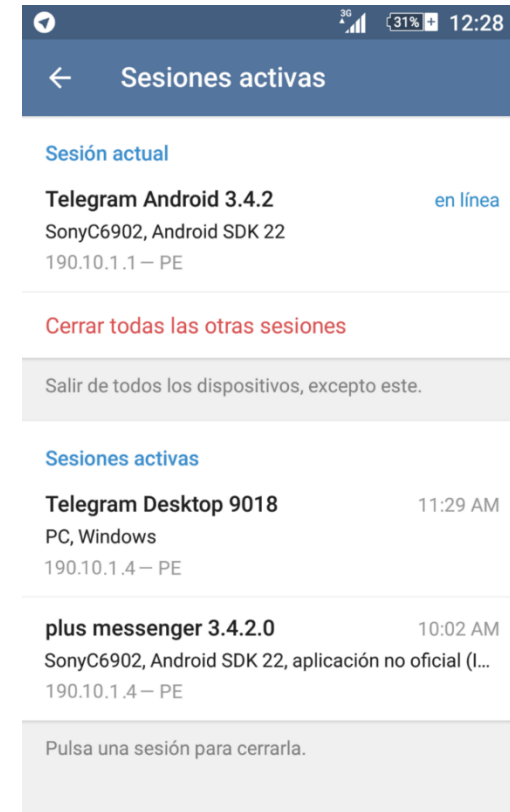 3G
31%
12:28
Sesiones activas
Sesión actual
Telegram Android 3.4.2
en línea
SonyC6902, Android SDK 22
190.10.1.1 – PE
Cerrar todas las otras sesiones
Salir de todos los dispositivos, excepto este.
Sesiones activas
Telegram Desktop 9018
11:29 AM
PC, Windows
190.10.1.4 – PE
plus messenger 3.4.2.0
10:02 AM
SonyC6902, Android SDK 22, aplicación no oficial (I...
190.10.1.4 – PE
Pulsa una sesión para cerrarla.